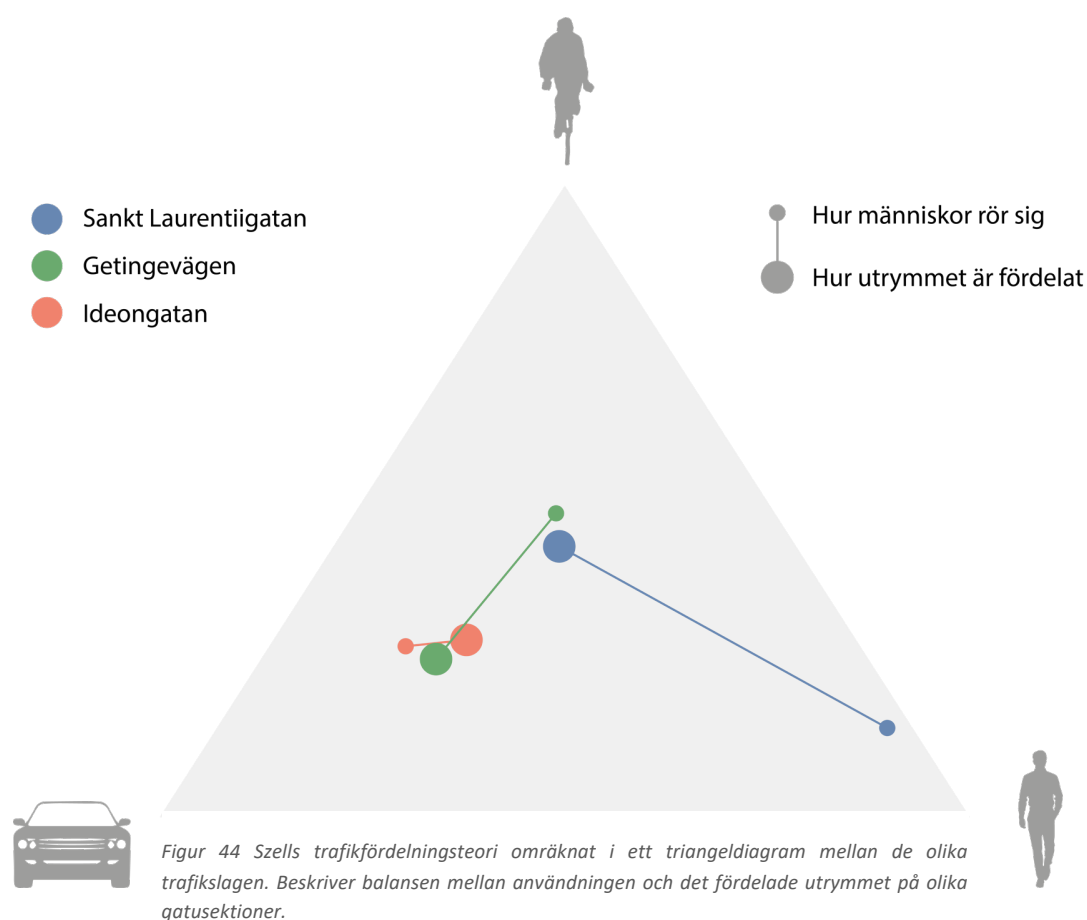 Sankt Laurentiigatan
Getingevägen
Ideongatan
Hur människor rör sig
Hur utrymmet är fördelat
Figur 44 Szells trafikfördelningsteori omräknat i ett triangeldiagram mellan de olika
trafikslagen. Beskriver balansen mellan användningen och det fördelade utrymmet på olika
gatusektioner.